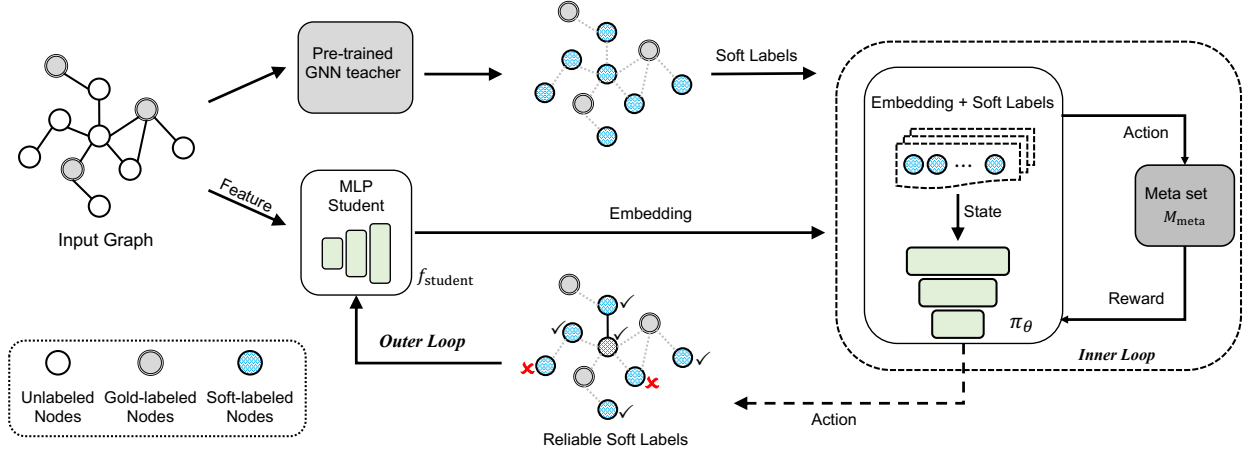 Pre-trained
GNN teacher
Soft Labels
Embedding + Soft Labels
...
State
Action
Meta set
M_meta
Reward
π_θ
Inner Loop
Input Graph
Feature
MLP
Student
f_student
Embedding
Outer Loop
Reliable Soft Labels
Action
Unlabeled
Nodes
Gold-labeled
Nodes
Soft-labeled
Nodes